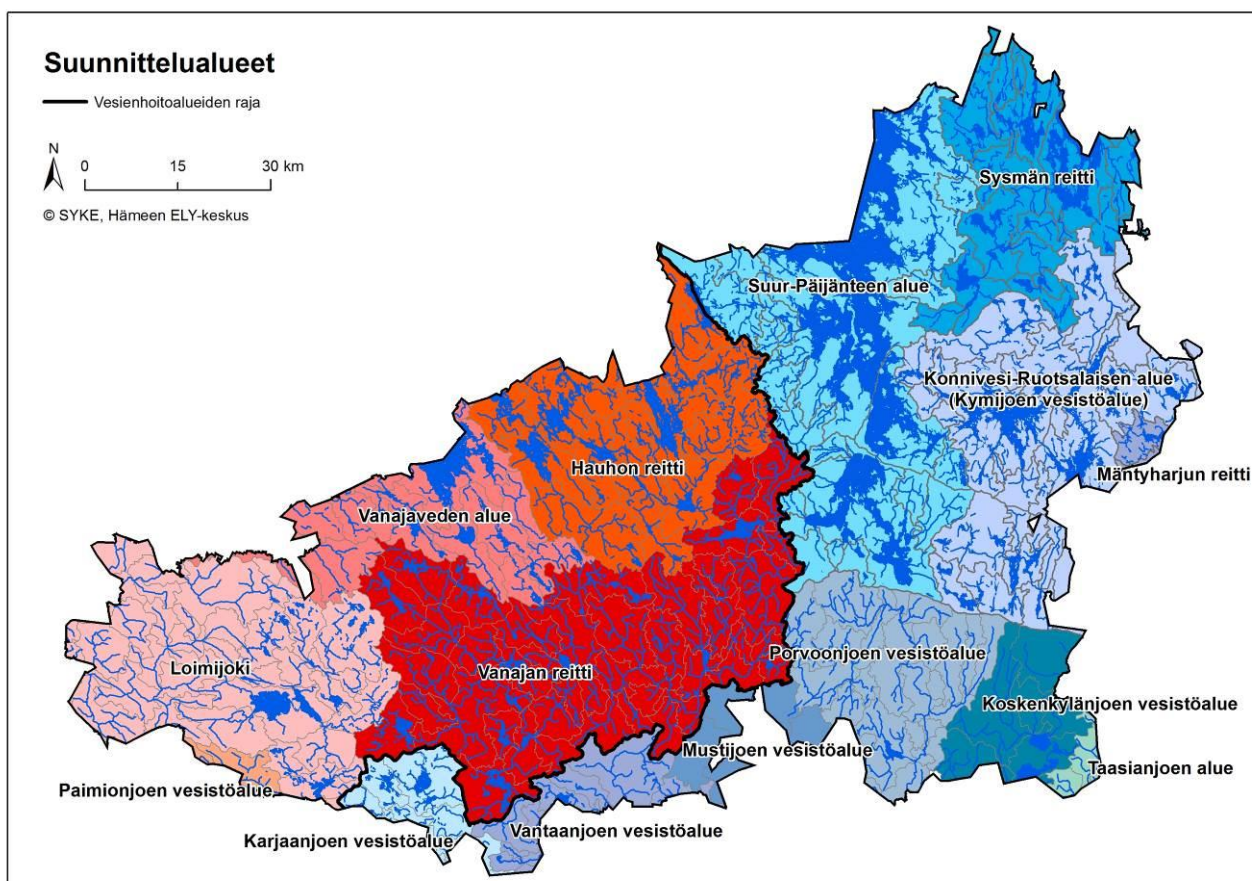 Suunnittelualueet
Vesienhoitoalueiden raja
N
0 15 30 km
© SYKE, Hämeen ELY-keskus
Sysmän reitti
Suur-Päijänteen alue
Konnivesi-Ruotsalaisen alue
(Kymijoen vesistöalue)
Mäntyharjun reitti
Hauhon reitti
Vanajaveden alue
Loimijoki
Vanajan reitti
Porvoonjoen vesistöalue
Koskenkylänjoen vesistöalue
Mustijoen vesistöalue
Taasianjoen alue
Paimionjoen vesistöalue
Vantaanjoen vesistöalue
Karjaanjoen vesistöalue